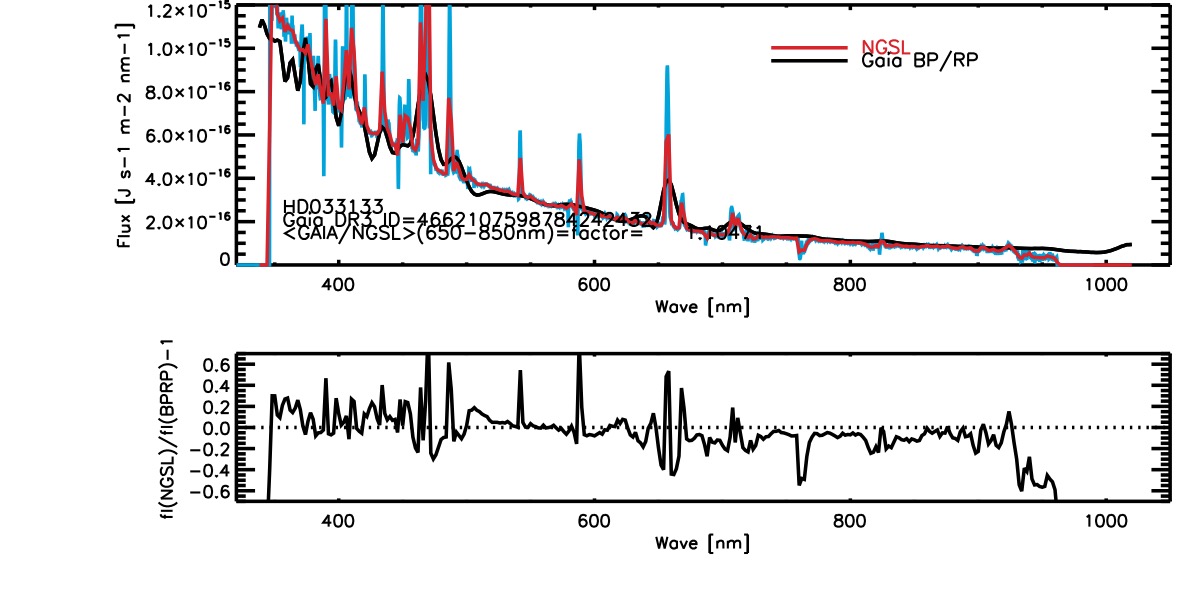 1.2×10⁻¹⁵
1.0×10⁻¹⁵
8.0×10⁻¹⁶
6.0×10⁻¹⁶
4.0×10⁻¹⁶
2.0×10⁻¹⁶
0
Flux [J s−1 m−2 nm−1]
NGSL
Gaia BP/RP
HD033133
Gaia DR3 ID=4662107598784242432
<GAIA/NGSL>(650−850nm)=factor=
400 600 800 1000
Wave [nm]
0.6
0.4
0.2
0.0
−0.2
−0.4
−0.6
fl(NGSL)/fl(BPRP)−1
400 600 800 1000
Wave [nm]